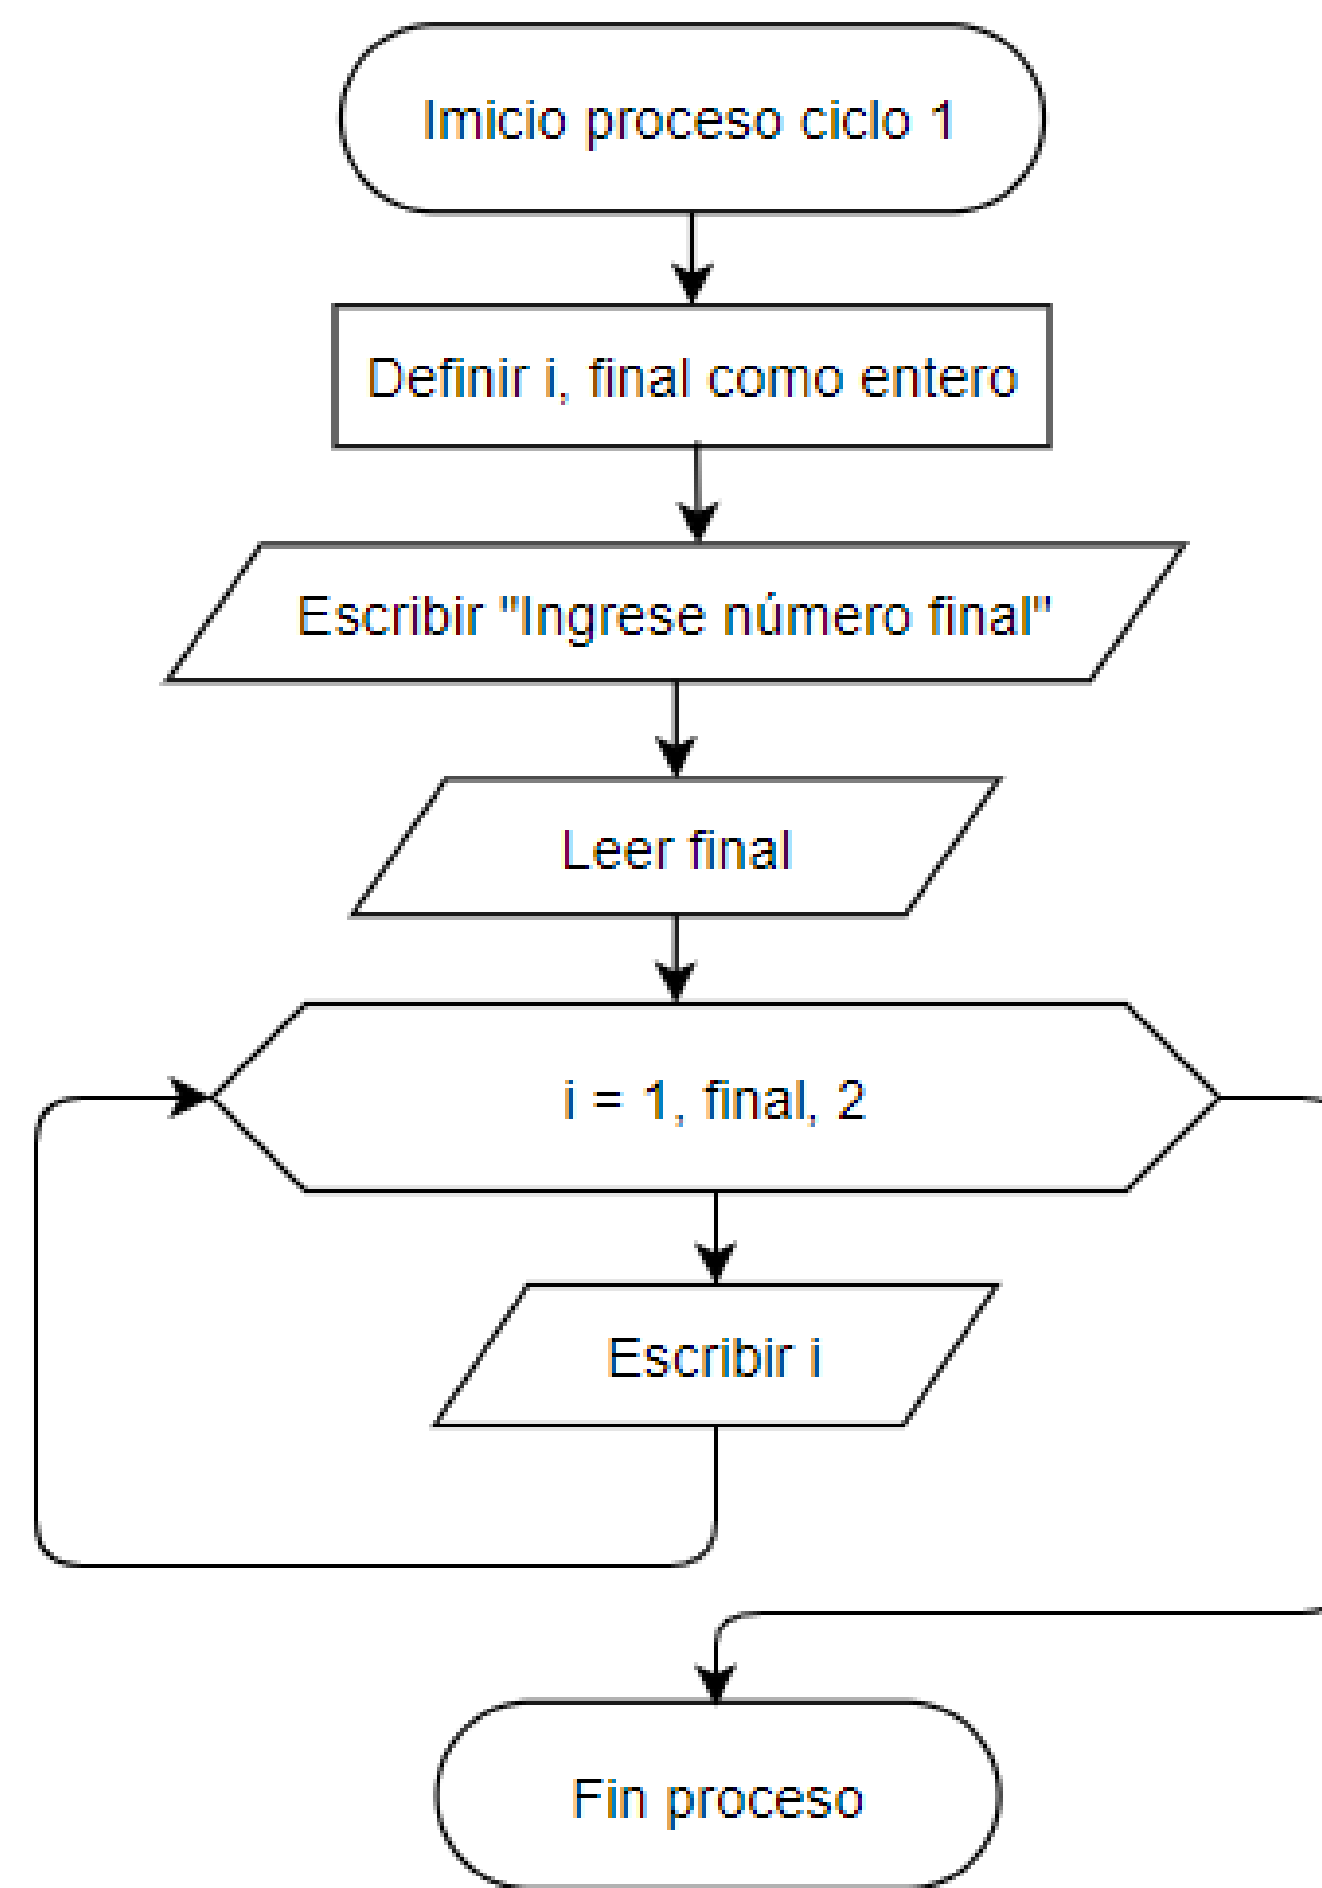 Imicio proceso ciclo 1
Definir i, final como entero
Escribir "Ingrese número final"
Leer final
i = 1, final, 2
Escribir i
Fin proceso